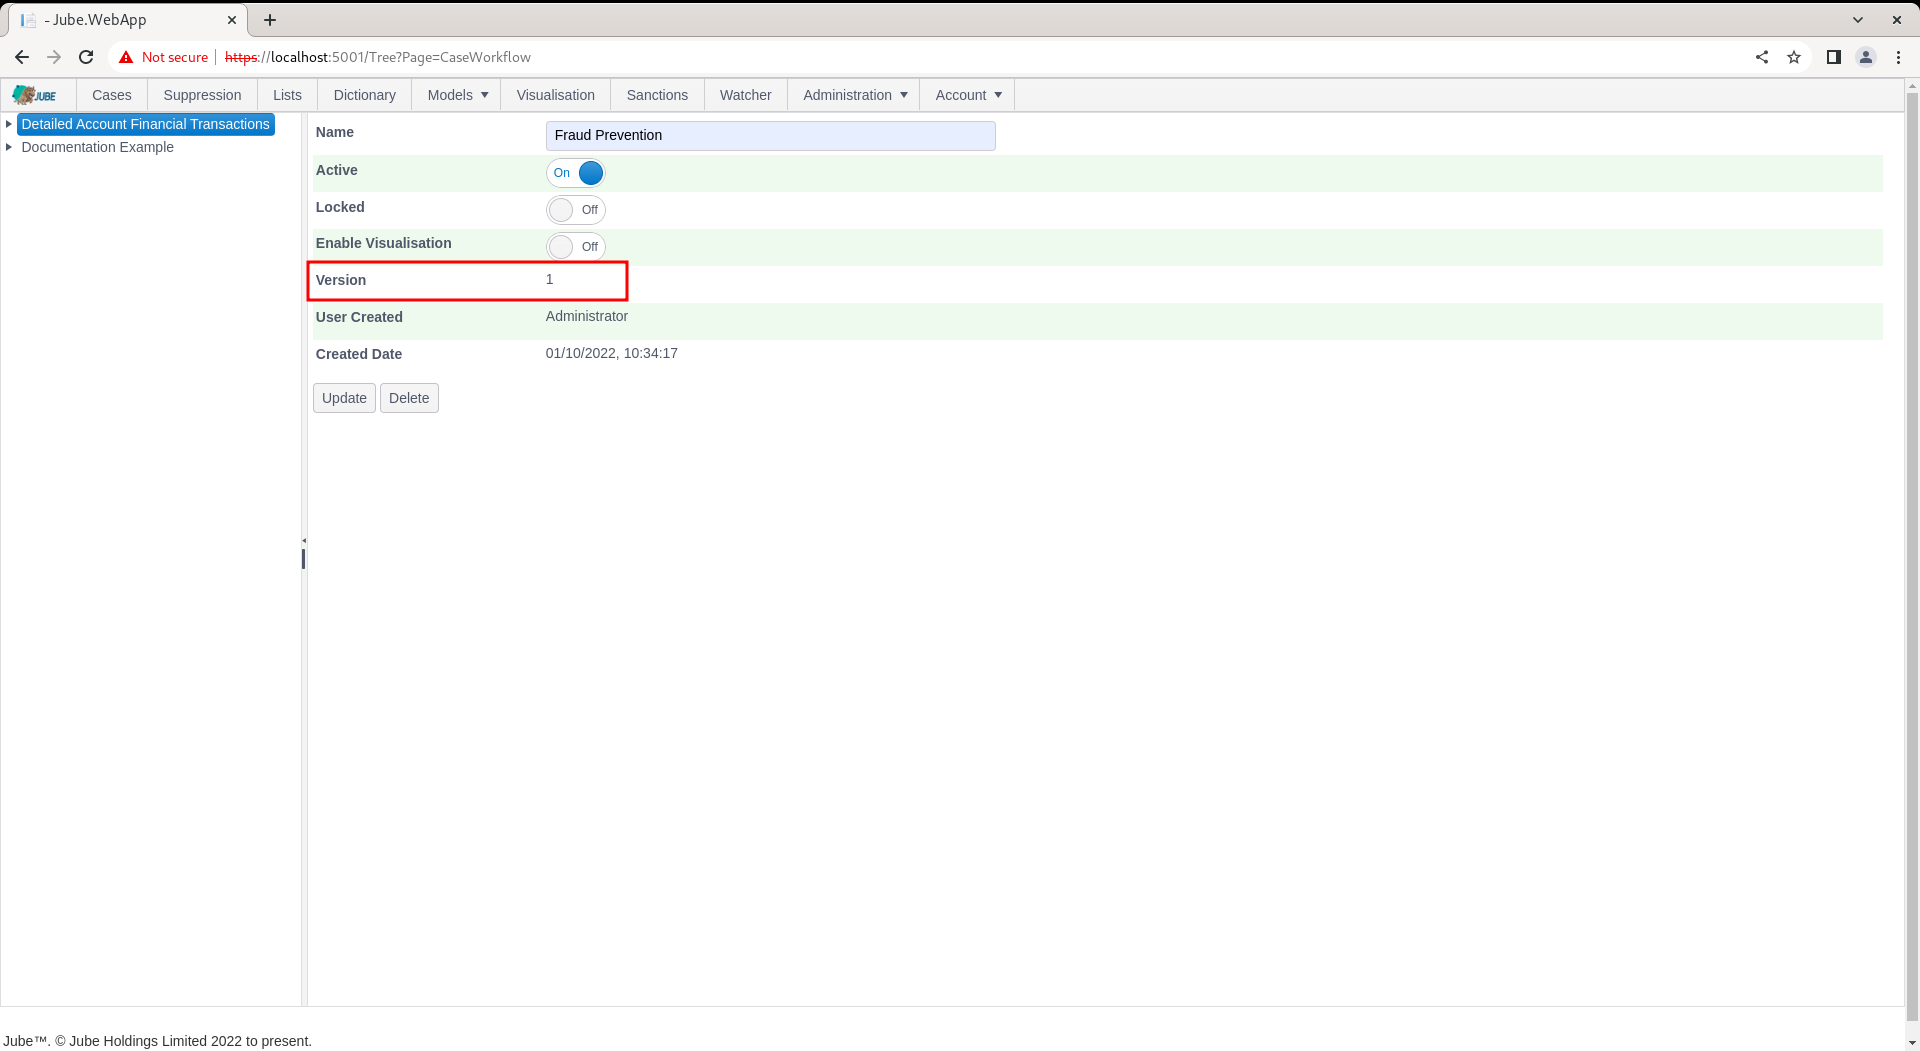 - Jube.WebApp
Not secure https://localhost:5001/Tree?Page=CaseWorkflow
JUBE Cases Suppression Lists Dictionary Models Visualisation Sanctions Watcher Administration Account
Detailed Account Financial Transactions
Documentation Example
Name Fraud Prevention
Active On
Locked Off
Enable Visualisation Off
Version 1
User Created Administrator
Created Date 01/10/2022, 10:34:17
Update Delete
Jube™. © Jube Holdings Limited 2022 to present.